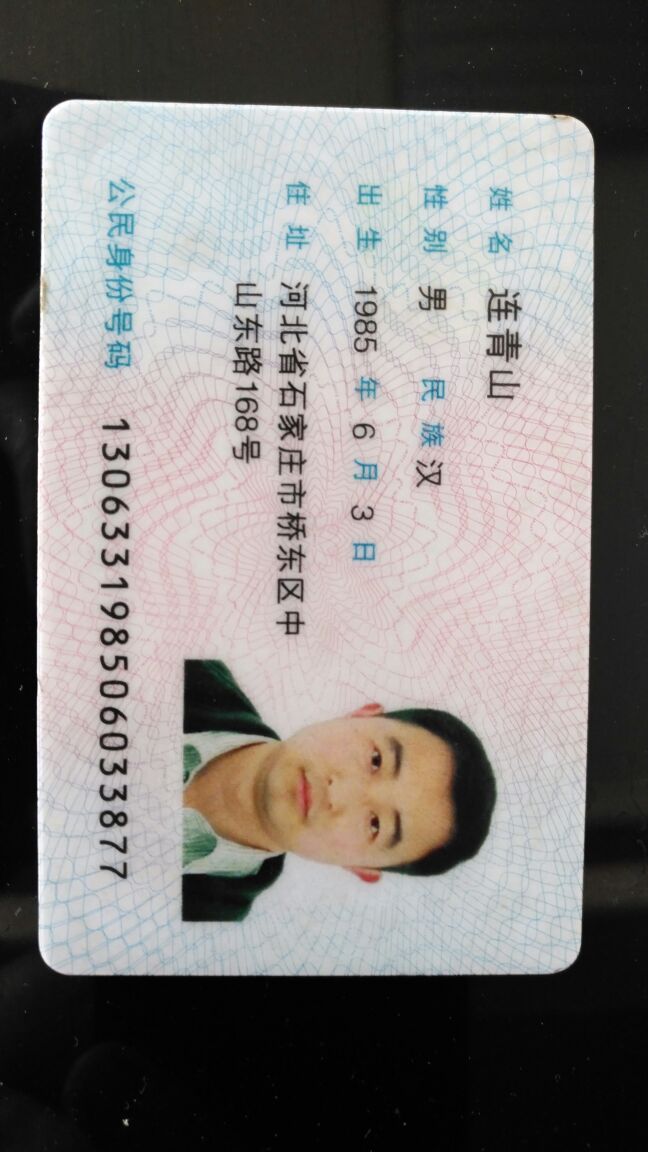 姓名 连青山
性别 男 民族 汉
出生 1985 年 6 月 3 日
住址 河北省石家庄市桥东区中
山东路168号
公民身份号码 130633198506033877